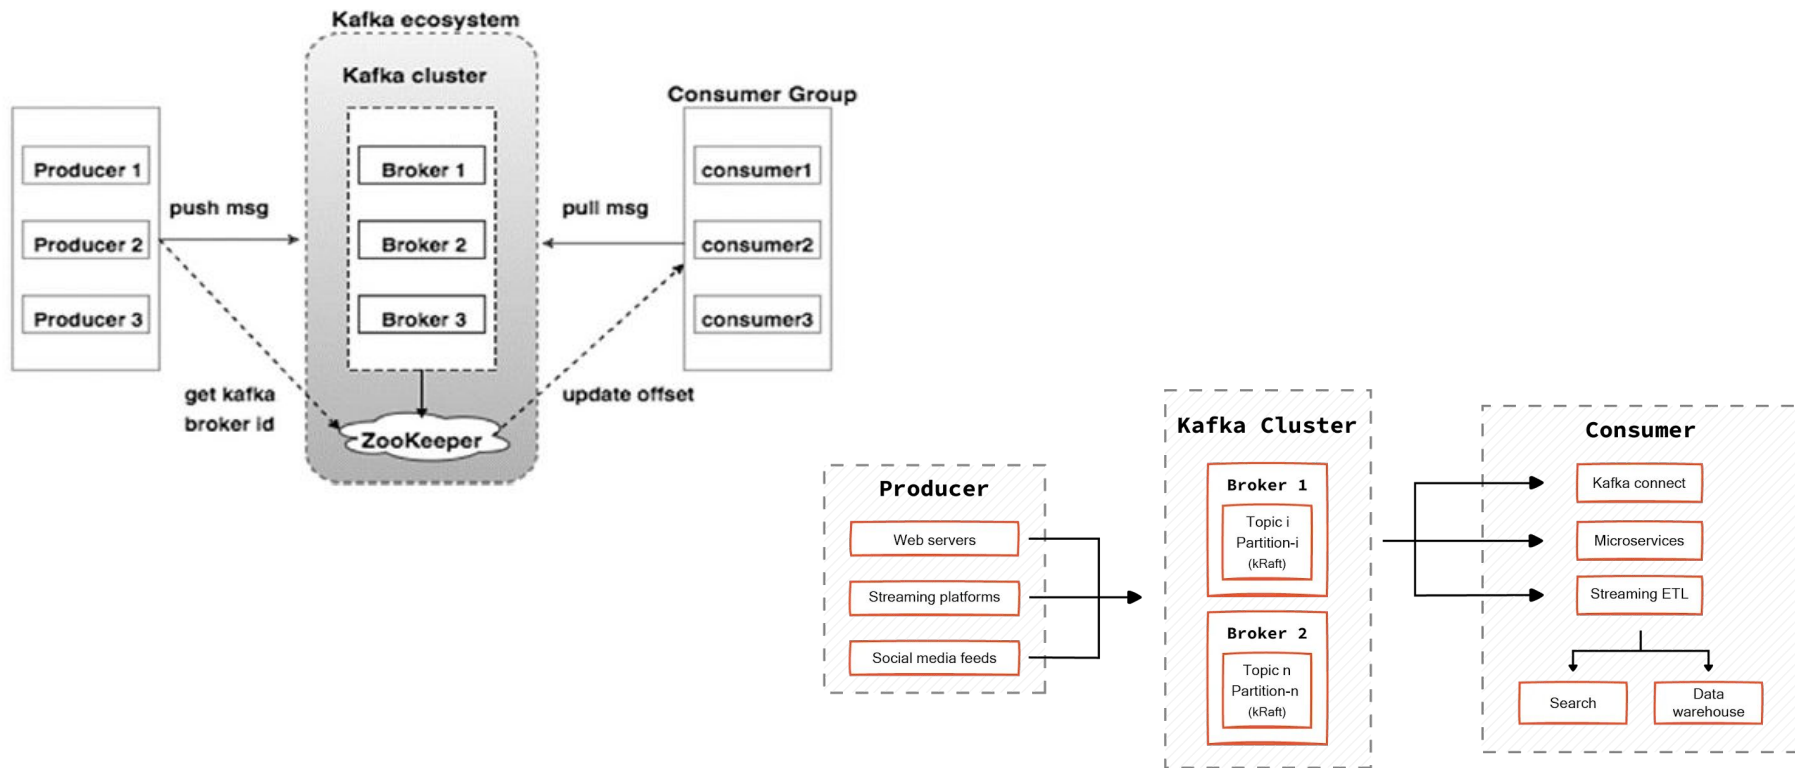 Kafka ecosystem
Kafka cluster
Producer 1
Producer 2
Producer 3
push msg
get kafka
broker id
Broker 1
Broker 2
Broker 3
ZooKeeper
pull msg
update offset
Consumer Group
consumer1
consumer2
consumer3
Producer
Web servers
Streaming platforms
Social media feeds
Kafka Cluster
Broker 1
Topic i
Partition-i
(kRaft)
Broker 2
Topic n
Partition-n
(kRaft)
Consumer
Kafka connect
Microservices
Streaming ETL
Search
Data
warehouse